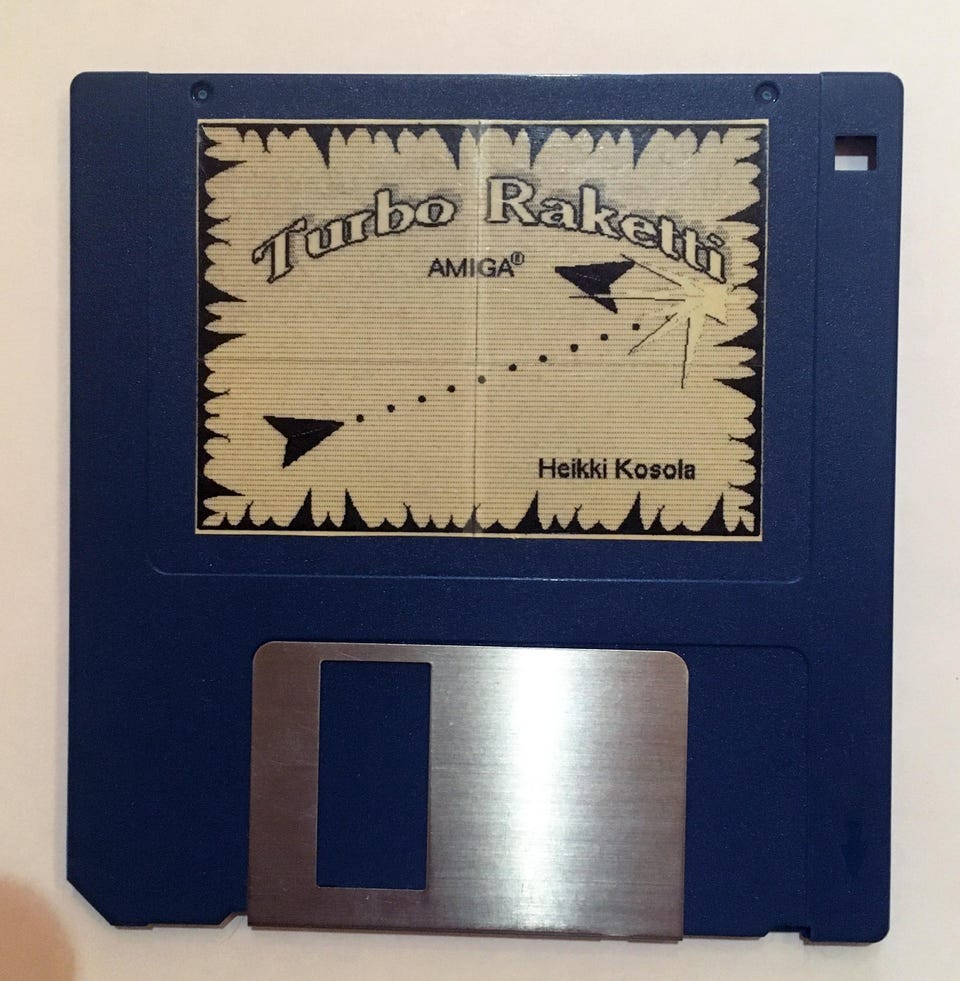 Turbo Raketti
AMIGA®
Heikki Kosola